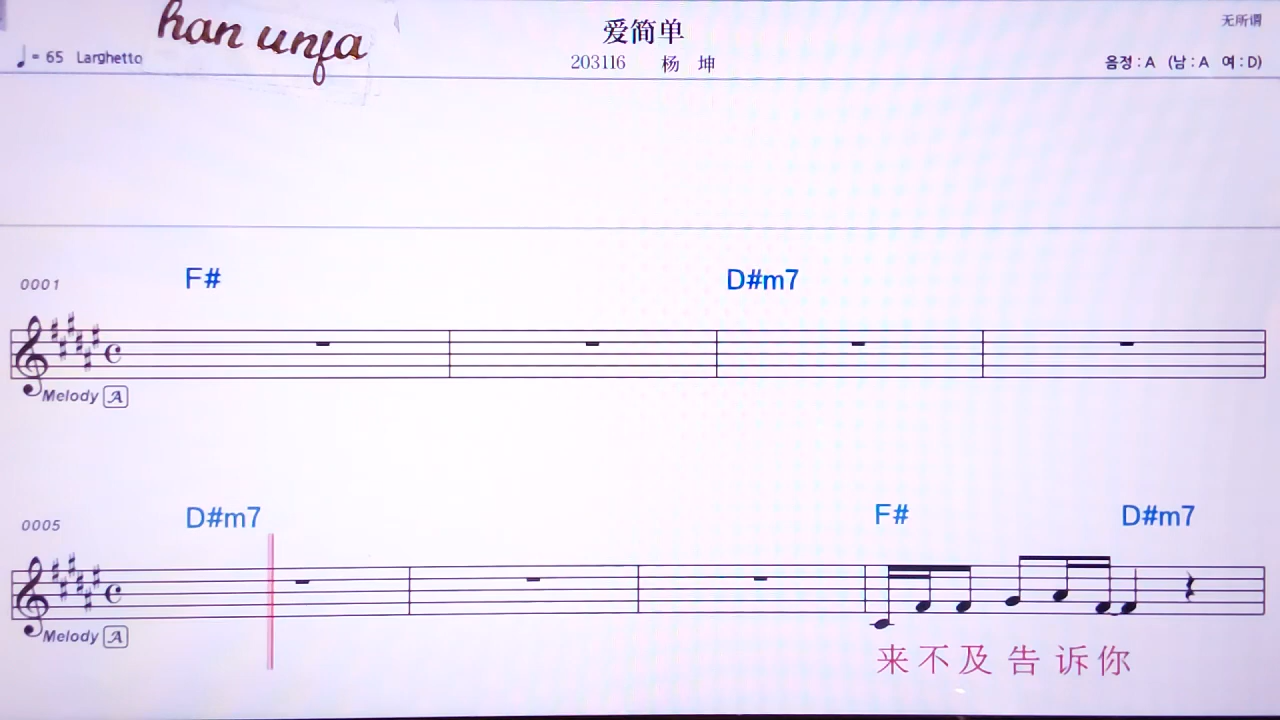 han unja
爱简单
无所谓
♩= 65 Larghetto
203116 杨 坤
음정 : A (남 : A 여 : D)
0001 F# D#m7
Melody A
0005 D#m7 F# D#m7
Melody A
来不及告诉你